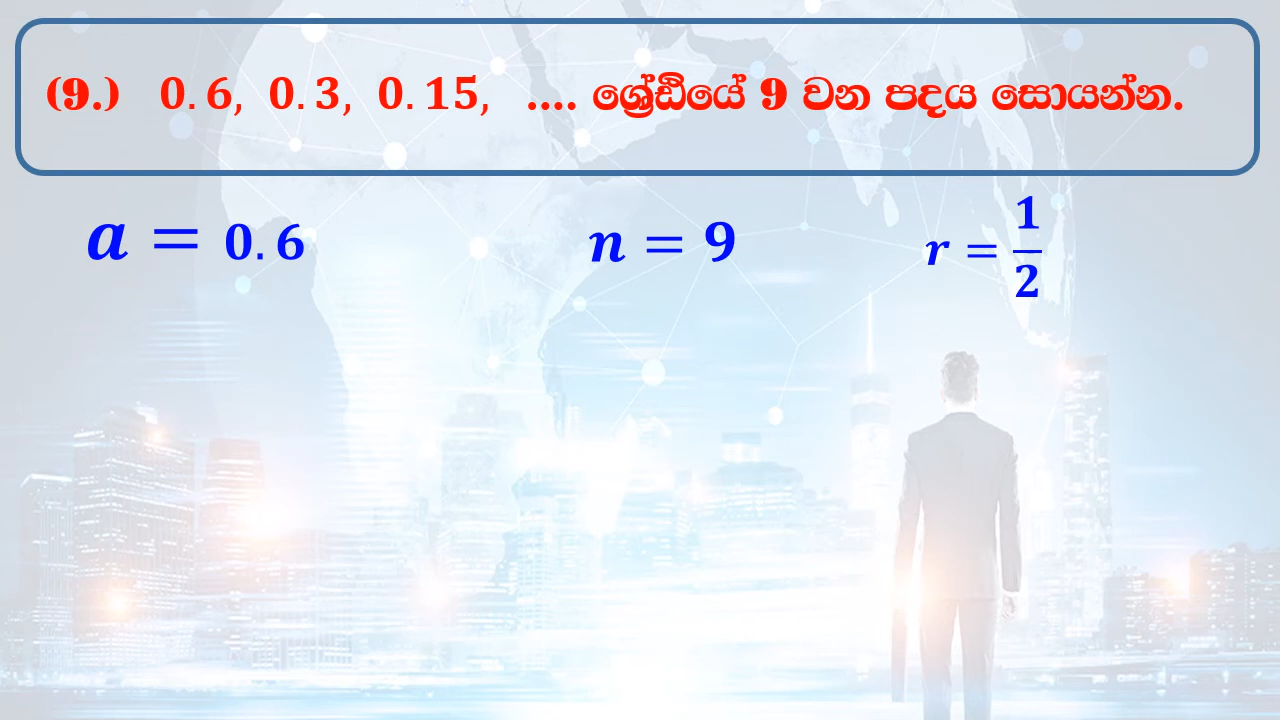 (9.) 0.6, 0.3, 0.15, .... ශ්‍රේඪියේ 9 වන පදය සොයන්න.
a = 0.6 n = 9 r = 1/2